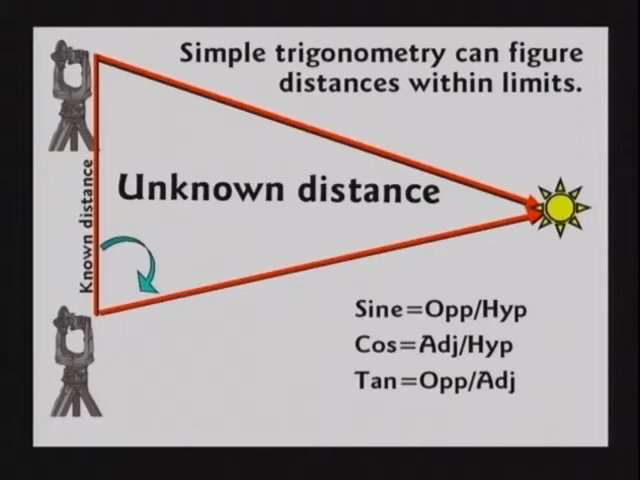 Simple trigonometry can figure
distances within limits.
Known distance
Unknown distance
Sine=Opp/Hyp
Cos=Adj/Hyp
Tan=Opp/Adj